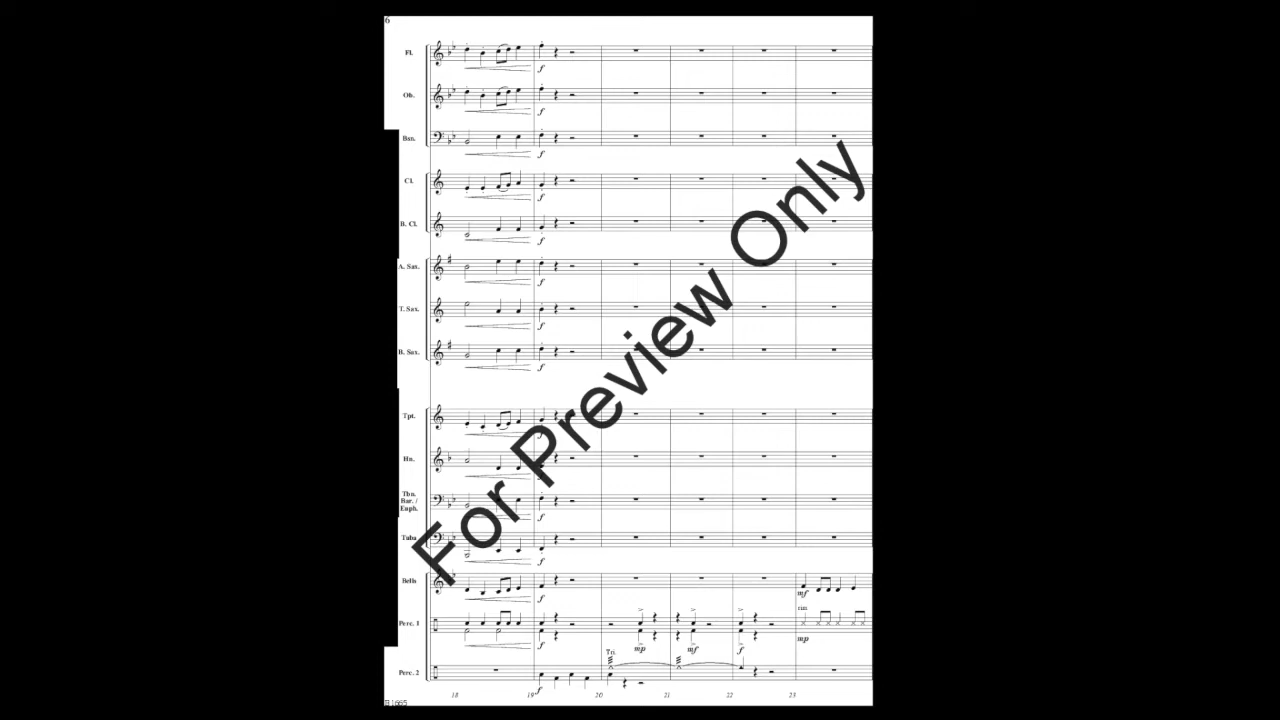 6
Fl.
Ob.
Bsn.
Cl.
B. Cl.
A. Sax.
T. Sax.
B. Sax.
Tpt.
Hn.
Tbn.
Bar. /
Euph.
Tuba
Bells
Perc. 1
Perc. 2
f
f
f
f
f
f
f
f
f
f
f
f
mf
rim
f
mp
mf
f
mp
Tri.
f
18
19
20
21
22
23
B1665
For Preview Only